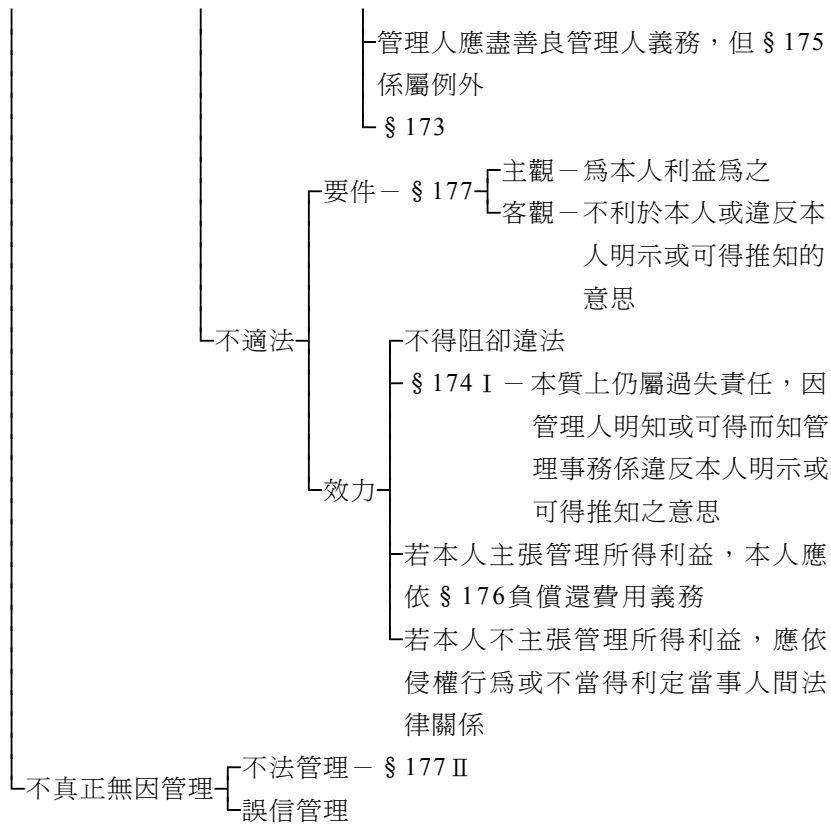 管理人應盡善良管理人義務，但§175
係屬例外
§173
要件－§177
主觀－爲本人利益爲之
客觀－不利於本人或違反本
人明示或可得推知的
意思
不適法
效力
不得阻卻違法
§174Ⅰ－本質上仍屬過失責任，因
管理人明知或可得而知管
理事務係違反本人明示或
可得推知之意思
若本人主張管理所得利益，本人應
依§176負償還費用義務
若本人不主張管理所得利益，應依
侵權行爲或不當得利定當事人間法
律關係
不真正無因管理
不法管理－§177Ⅱ
誤信管理